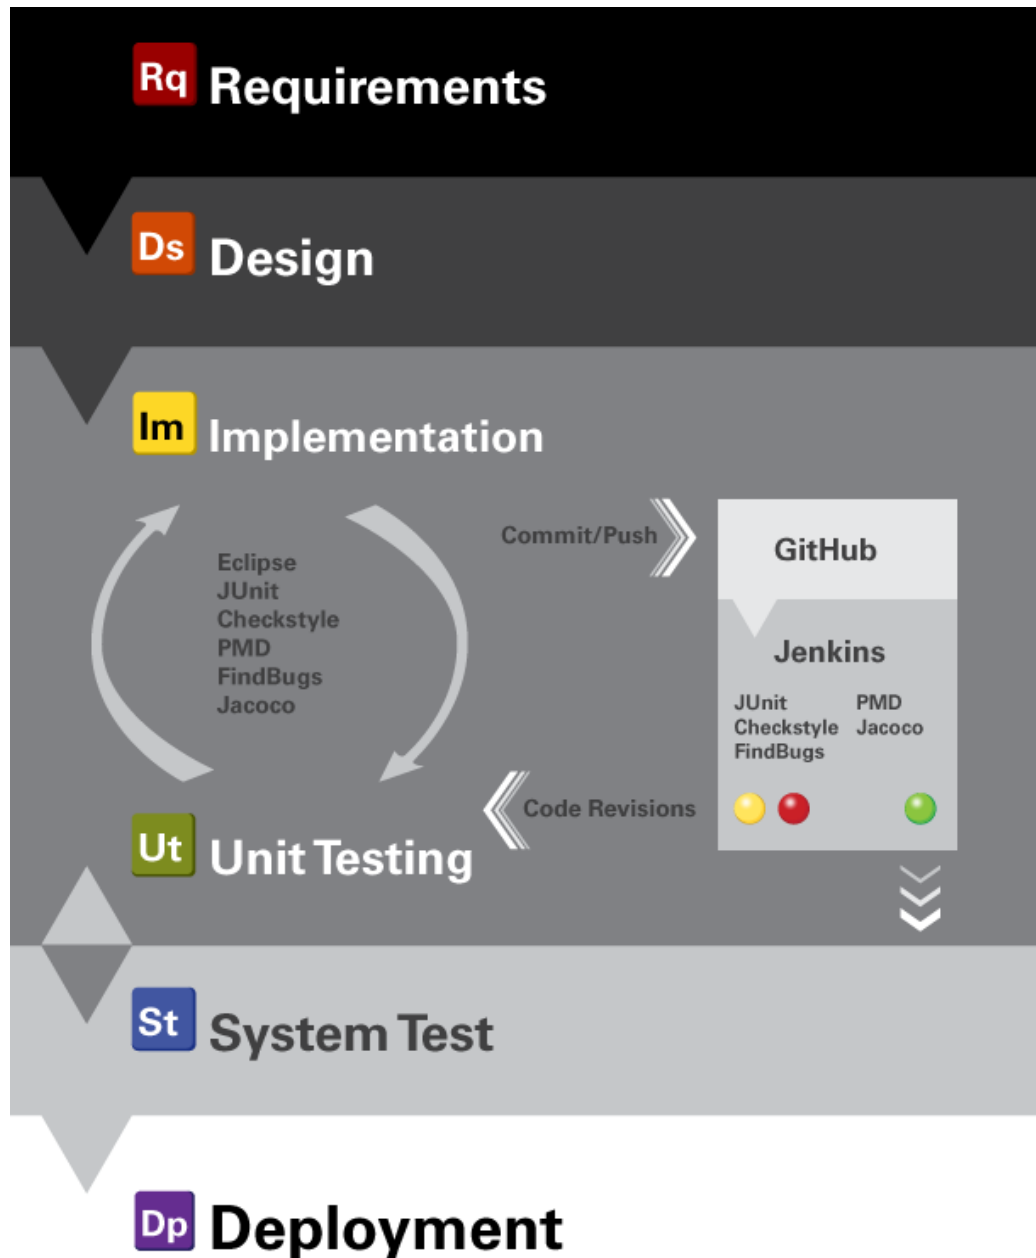 Rq Requirements
Ds Design
Im Implementation
Commit/Push
GitHub
Eclipse
JUnit
Checkstyle
PMD
FindBugs
Jacoco
Jenkins
JUnit PMD
Checkstyle Jacoco
FindBugs
Code Revisions
Ut Unit Testing
St System Test
Dp Deployment